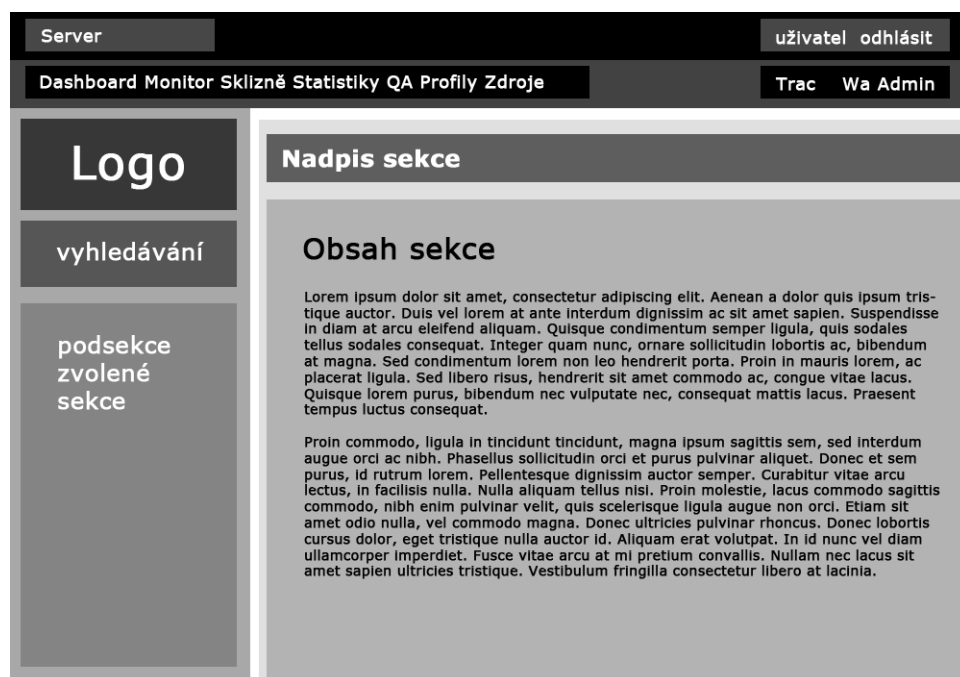 Server
uživatel odhlásit
Dashboard Monitor Sklizně Statistiky QA Profily Zdroje
Trac Wa Admin
Logo
vyhledávání
podsekce
zvolené
sekce
Nadpis sekce
Obsah sekce
Lorem ipsum dolor sit amet, consectetur adipiscing elit. Aenean a dolor quis ipsum tris-
tique auctor. Duis vel lorem at ante interdum dignissim ac sit amet sapien. Suspendisse
in diam at arcu eleifend aliquam. Quisque condimentum semper ligula, quis sodales
tellus sodales consequat. Integer quam nunc, ornare sollicitudin lobortis ac, bibendum
at magna. Sed condimentum lorem non leo hendrerit porta. Proin in mauris lorem, ac
placerat ligula. Sed libero risus, hendrerit sit amet commodo ac, congue vitae lacus.
Quisque lorem purus, bibendum nec vulputate nec, consequat mattis lacus. Praesent
tempus luctus consequat.
Proin commodo, ligula in tincidunt tincidunt, magna ipsum sagittis sem, sed interdum
augue orci ac nibh. Phasellus sollicitudin orci et purus pulvinar aliquet. Donec et sem
purus, id rutrum lorem. Pellentesque dignissim auctor semper. Curabitur vitae arcu
lectus, in facilisis nulla. Nulla aliquam tellus nisi. Proin molestie, lacus commodo sagittis
commodo, nibh enim pulvinar velit, quis scelerisque ligula augue non orci. Etiam sit
amet odio nulla, vel commodo magna. Donec ultricies pulvinar rhoncus. Donec lobortis
cursus dolor, eget tristique nulla auctor id. Aliquam erat volutpat. In id nunc vel diam
ullamcorper imperdiet. Fusce vitae arcu at mi pretium convallis. Nullam nec lacus sit
amet sapien ultricies tristique. Vestibulum fringilla consectetur libero at lacinia.